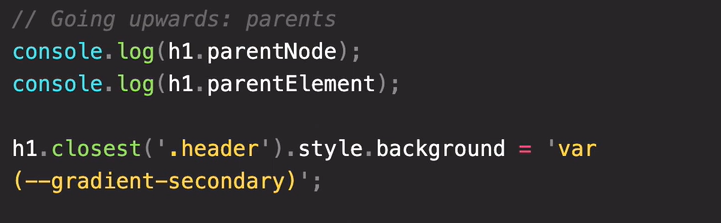 // Going upwards: parents
console.log(h1.parentNode);
console.log(h1.parentElement);
h1.closest('.header').style.background = 'var
(--gradient-secondary)';